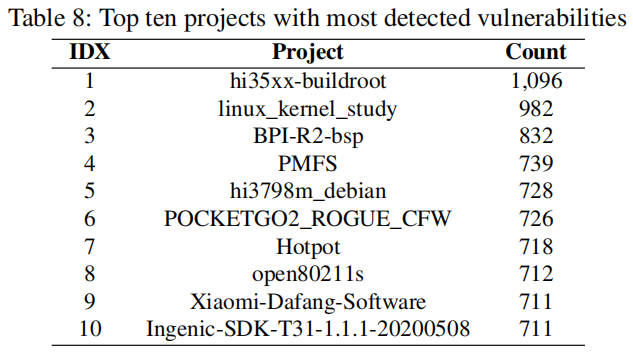 Table 8: Top ten projects with most detected vulnerabilities
IDX Project Count
1 hi35xx-buildroot 1,096
2 linux_kernel_study 982
3 BPI-R2-bsp 832
4 PMFS 739
5 hi3798m_debian 728
6 POCKETGO2_ROGUE_CFW 726
7 Hotpot 718
8 open80211s 712
9 Xiaomi-Dafang-Software 711
10 Ingenic-SDK-T31-1.1.1-20200508 711